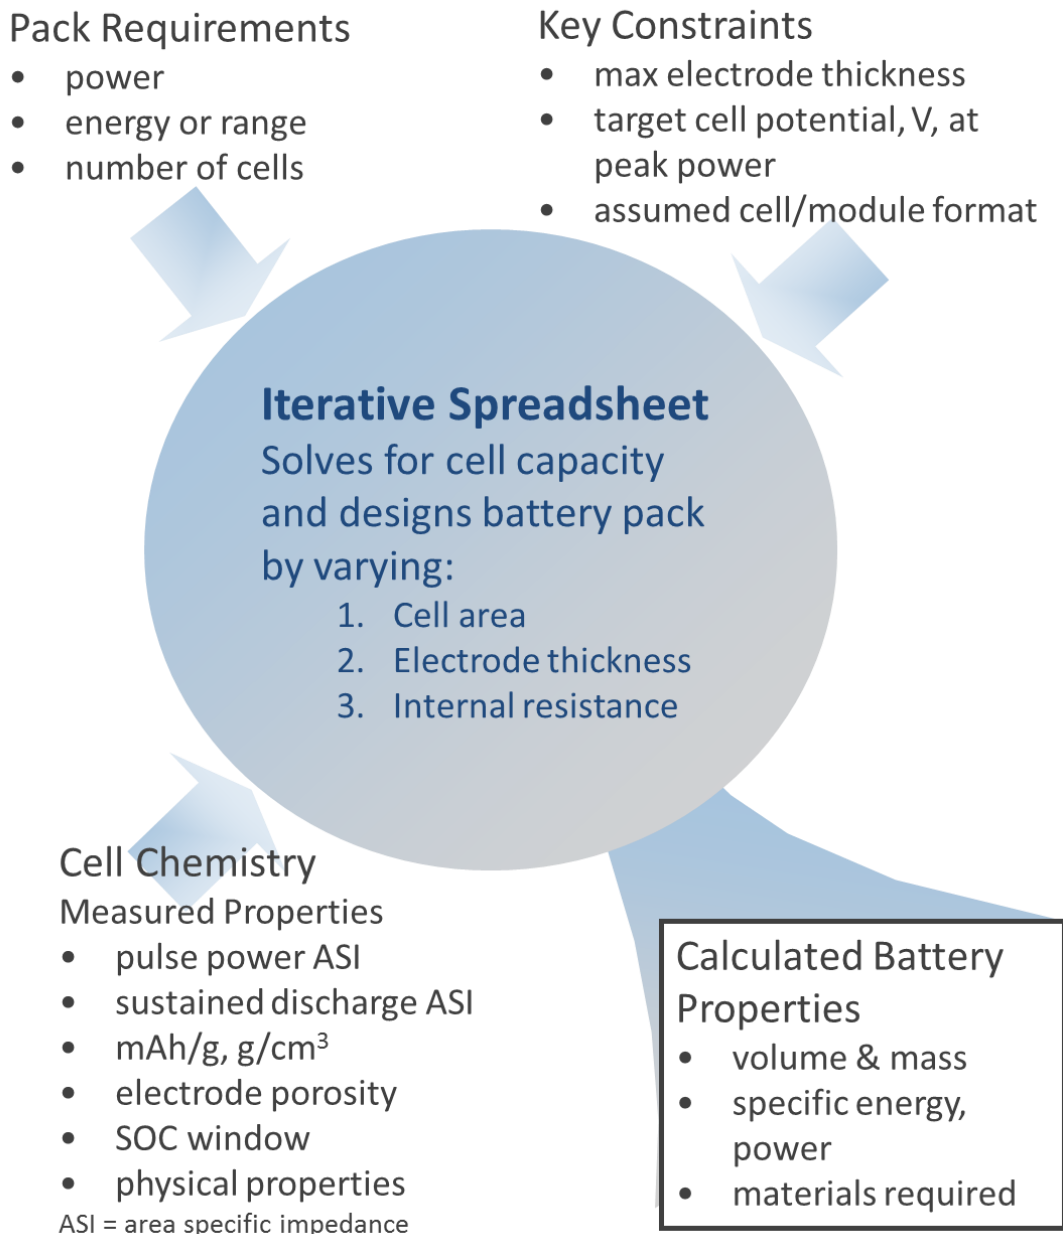 Pack Requirements
• power
• energy or range
• number of cells
Key Constraints
• max electrode thickness
• target cell potential, V, at
peak power
• assumed cell/module format
Iterative Spreadsheet
Solves for cell capacity
and designs battery pack
by varying:
1. Cell area
2. Electrode thickness
3. Internal resistance
Cell Chemistry
Measured Properties
• pulse power ASI
• sustained discharge ASI
• mAh/g, g/cm³
• electrode porosity
• SOC window
• physical properties
ASI = area specific impedance
Calculated Battery
Properties
• volume & mass
• specific energy,
power
• materials required